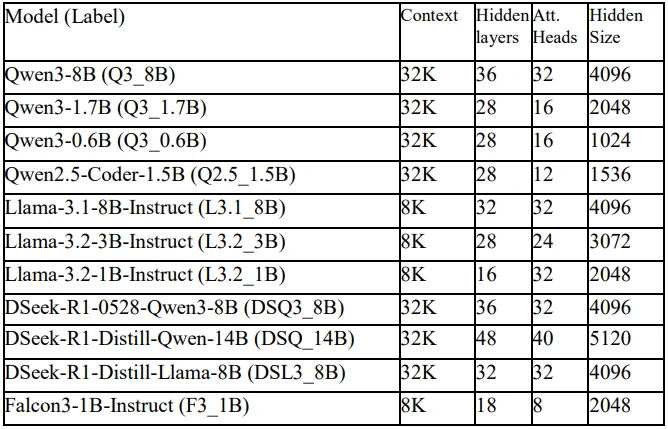 Model (Label) Context Hidden layers Att. Heads Hidden Size
Qwen3-8B (Q3_8B) 32K 36 32 4096
Qwen3-1.7B (Q3_1.7B) 32K 28 16 2048
Qwen3-0.6B (Q3_0.6B) 32K 28 16 1024
Qwen2.5-Coder-1.5B (Q2.5_1.5B) 32K 28 12 1536
Llama-3.1-8B-Instruct (L3.1_8B) 8K 32 32 4096
Llama-3.2-3B-Instruct (L3.2_3B) 8K 28 24 3072
Llama-3.2-1B-Instruct (L3.2_1B) 8K 16 32 2048
DSeek-R1-0528-Qwen3-8B (DSQ3_8B) 32K 36 32 4096
DSeek-R1-Distill-Qwen-14B (DSQ_14B) 32K 48 40 5120
DSeek-R1-Distill-Llama-8B (DSL3_8B) 32K 32 32 4096
Falcon3-1B-Instruct (F3_1B) 8K 18 8 2048